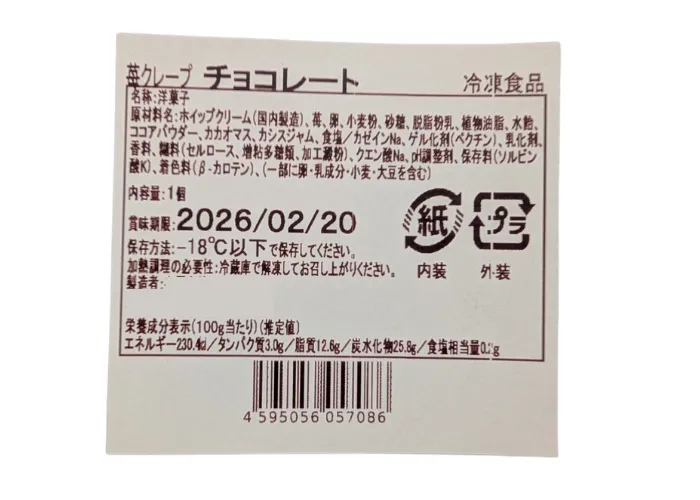 苺クレープ チョコレート 冷凍食品
名称:洋菓子
原材料名:ホイップクリーム(国内製造)、苺、卵、小麦粉、砂糖、脱脂粉乳、植物油脂、水飴、
ココアパウダー、カカオマス、カシスジャム、食塩/カゼインNa、ゲル化剤(ペクチン)、乳化剤、
香料、糊料(セルロース、増粘多糖類、加工澱粉)、クエン酸Na、pH調整剤、保存料(ソルビン
酸K)、着色料(β-カロテン)、(一部に卵・乳成分・小麦・大豆を含む)
内容量:1個
賞味期限:2026/02/20
保存方法:-18℃以下で保存してください。
加熱調理の必要性:冷蔵庫で解凍してお召し上がりください。
製造者:
紙 プラ
内装 外装
栄養成分表示(100g当たり)(推定値)
エネルギー230.4㎉/タンパク質3.0g/脂質12.6g/炭水化物25.8g/食塩相当量
4595056057086